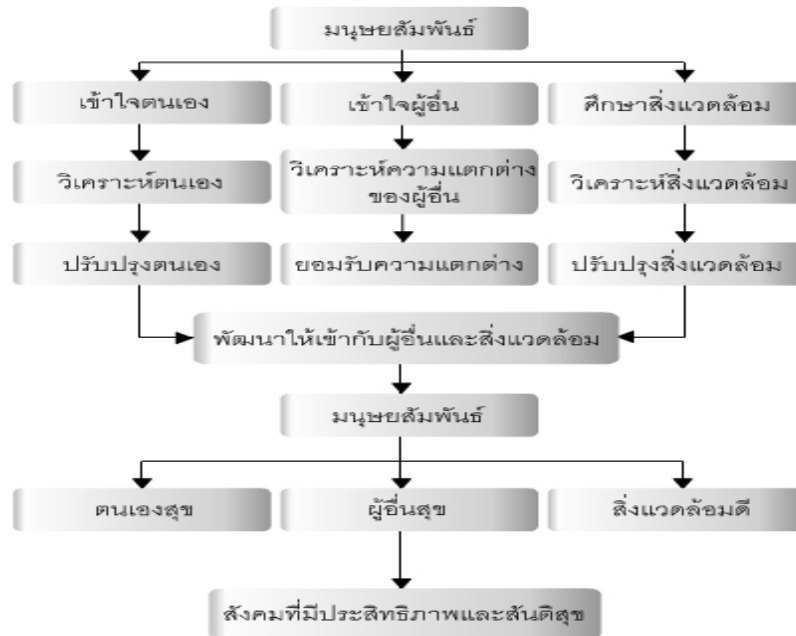 มนุษยสัมพันธ์
เข้าใจตนเอง
เข้าใจผู้อื่น
ศึกษาสิ่งแวดล้อม
วิเคราะห์ตนเอง
วิเคราะห์ความแตกต่าง
ของผู้อื่น
วิเคราะห์สิ่งแวดล้อม
ปรับปรุงตนเอง
ยอมรับความแตกต่าง
ปรับปรุงสิ่งแวดล้อม
พัฒนาให้เข้ากับผู้อื่นและสิ่งแวดล้อม
มนุษยสัมพันธ์
ตนเองสุข
ผู้อื่นสุข
สิ่งแวดล้อมดี
สังคมที่มีประสิทธิภาพและสันติสุข